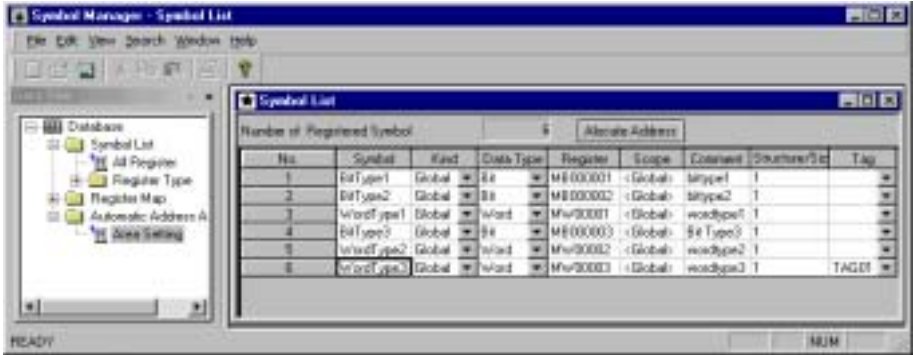 Symbol Manager - Symbol List
File Edit View Search Window Help
Database
Symbol List
All Register
Register Type
Register Map
Automatic Address A
Area Setting
Symbol List
Number of Registered Symbol 6 Allocate Address
No. Symbol Kind Data Type Register Scope Comment Structure/Siz Tag
1 BitType1 Global Bit MB000001 <Global> bittype1 1
2 BitType2 Global Bit MB000002 <Global> bittype2 1
3 WordType1 Global Word MW00001 <Global> wordtype1 1
4 BitType3 Global Bit MB000003 <Global> Bit Type3 1
5 WordType2 Global Word MW00002 <Global> wordtype2 1
6 WordType3 Global Word MW00003 <Global> wordtype3 1 TAG01
READY NUM